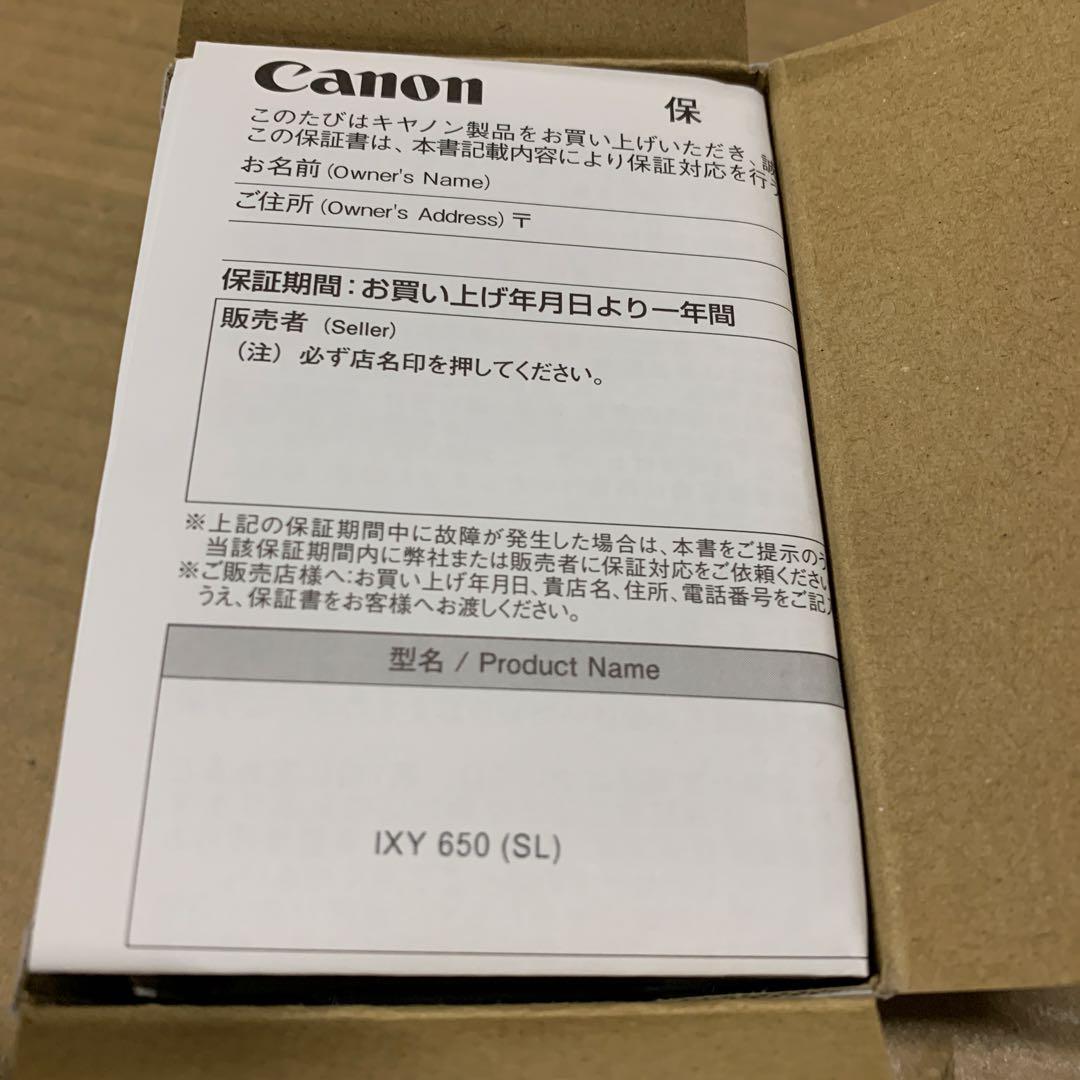 Canon
保
このたびはキヤノン製品をお買い上げいただき、誠
この保証書は、本書記載内容により保証対応を行う
お名前 (Owner's Name)
ご住所 (Owner's Address) 〒
保証期間：お買い上げ年月日より一年間
販売者 (Seller)
（注）必ず店名印を押してください。
※上記の保証期間中に故障が発生した場合は、本書をご提示のう
当該保証期間内に弊社または販売者に保証対応をご依頼ください
※ご販売店様へ：お買い上げ年月日、貴店名、住所、電話番号をご記入
うえ、保証書をお客様へお渡しください。
型名 / Product Name
IXY 650 (SL)